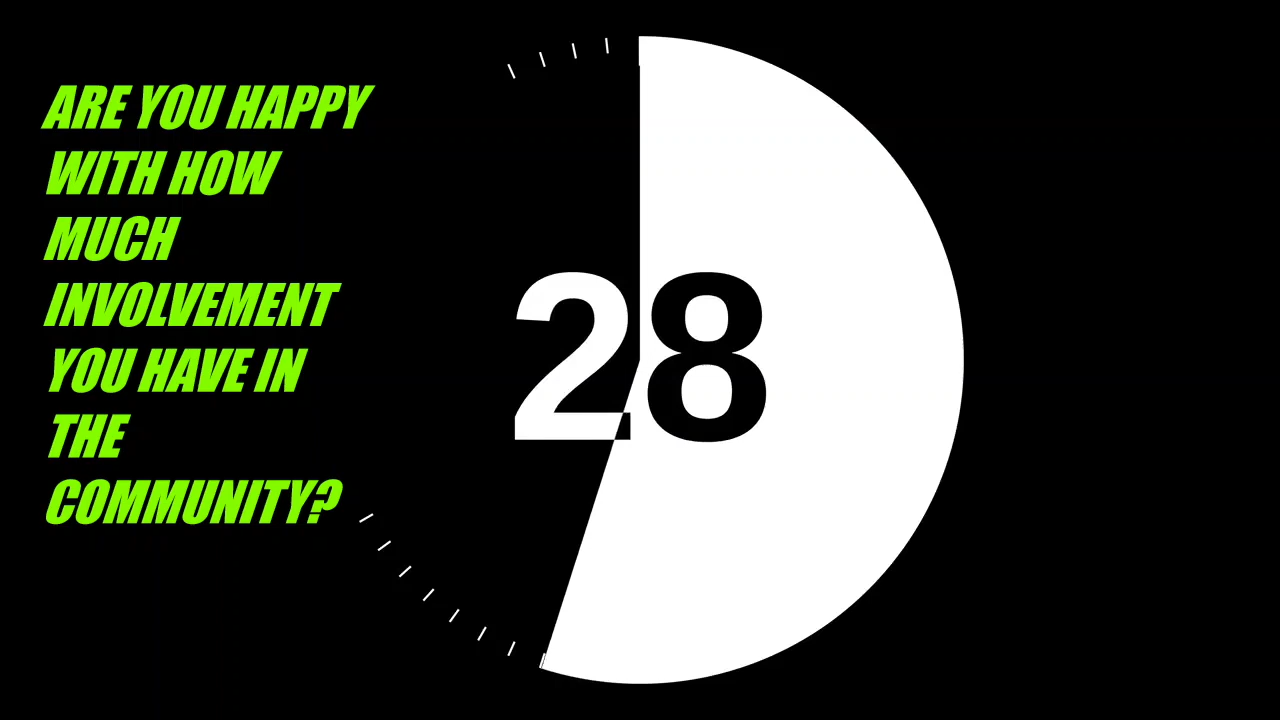 ARE YOU HAPPY
WITH HOW
MUCH
INVOLVEMENT
YOU HAVE IN
THE
COMMUNITY?
28